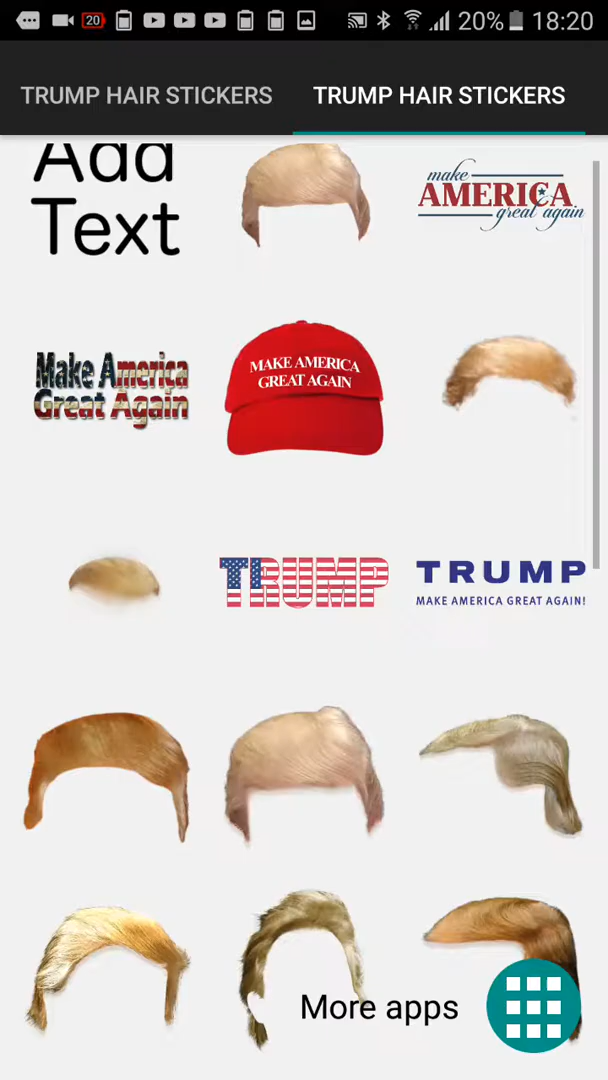 20 20% 18:20
TRUMP HAIR STICKERS TRUMP HAIR STICKERS
Add
Text
make
AMERICA
great again
Make America
Great Again
MAKE AMERICA
GREAT AGAIN
TRUMP
TRUMP
MAKE AMERICA GREAT AGAIN!
More apps